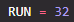 RUN = 32